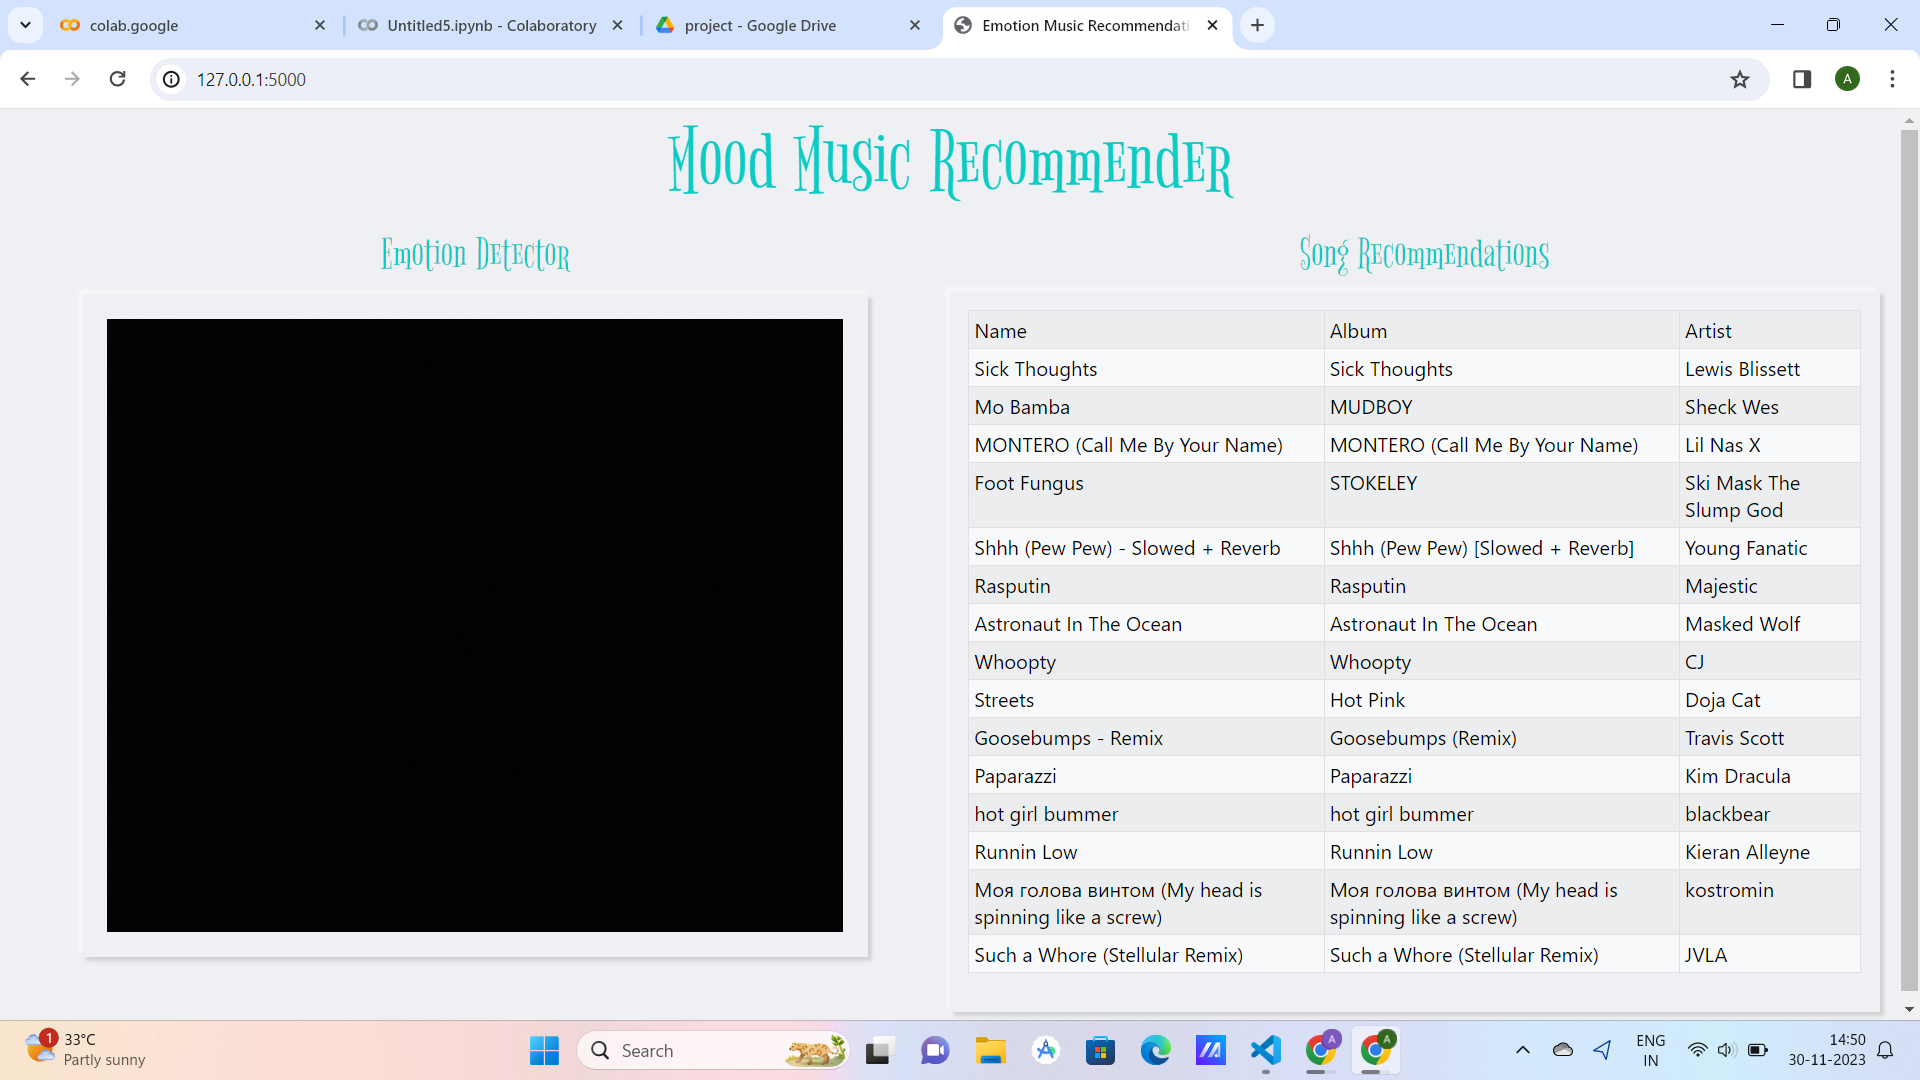 colab.google
Untitled5.ipynb - Colaboratory
project - Google Drive
Emotion Music Recommendati
127.0.0.1:5000
A
Mood Music Recommender
Emotion Detector
Song Recommendations
Name Album Artist
Sick Thoughts Sick Thoughts Lewis Blissett
Mo Bamba MUDBOY Sheck Wes
MONTERO (Call Me By Your Name) MONTERO (Call Me By Your Name) Lil Nas X
Foot Fungus STOKELEY Ski Mask The
Slump God
Shhh (Pew Pew) - Slowed + Reverb Shhh (Pew Pew) [Slowed + Reverb] Young Fanatic
Rasputin Rasputin Majestic
Astronaut In The Ocean Astronaut In The Ocean Masked Wolf
Whoopty Whoopty CJ
Streets Hot Pink Doja Cat
Goosebumps - Remix Goosebumps (Remix) Travis Scott
Paparazzi Paparazzi Kim Dracula
hot girl bummer hot girl bummer blackbear
Runnin Low Runnin Low Kieran Alleyne
Моя голова винтом (My head is Моя голова винтом (My head is kostromin
spinning like a screw) spinning like a screw)
Such a Whore (Stellular Remix) Such a Whore (Stellular Remix) JVLA
1
33°C
Partly sunny
Search
A
A
ENG
IN
14:50
30-11-2023